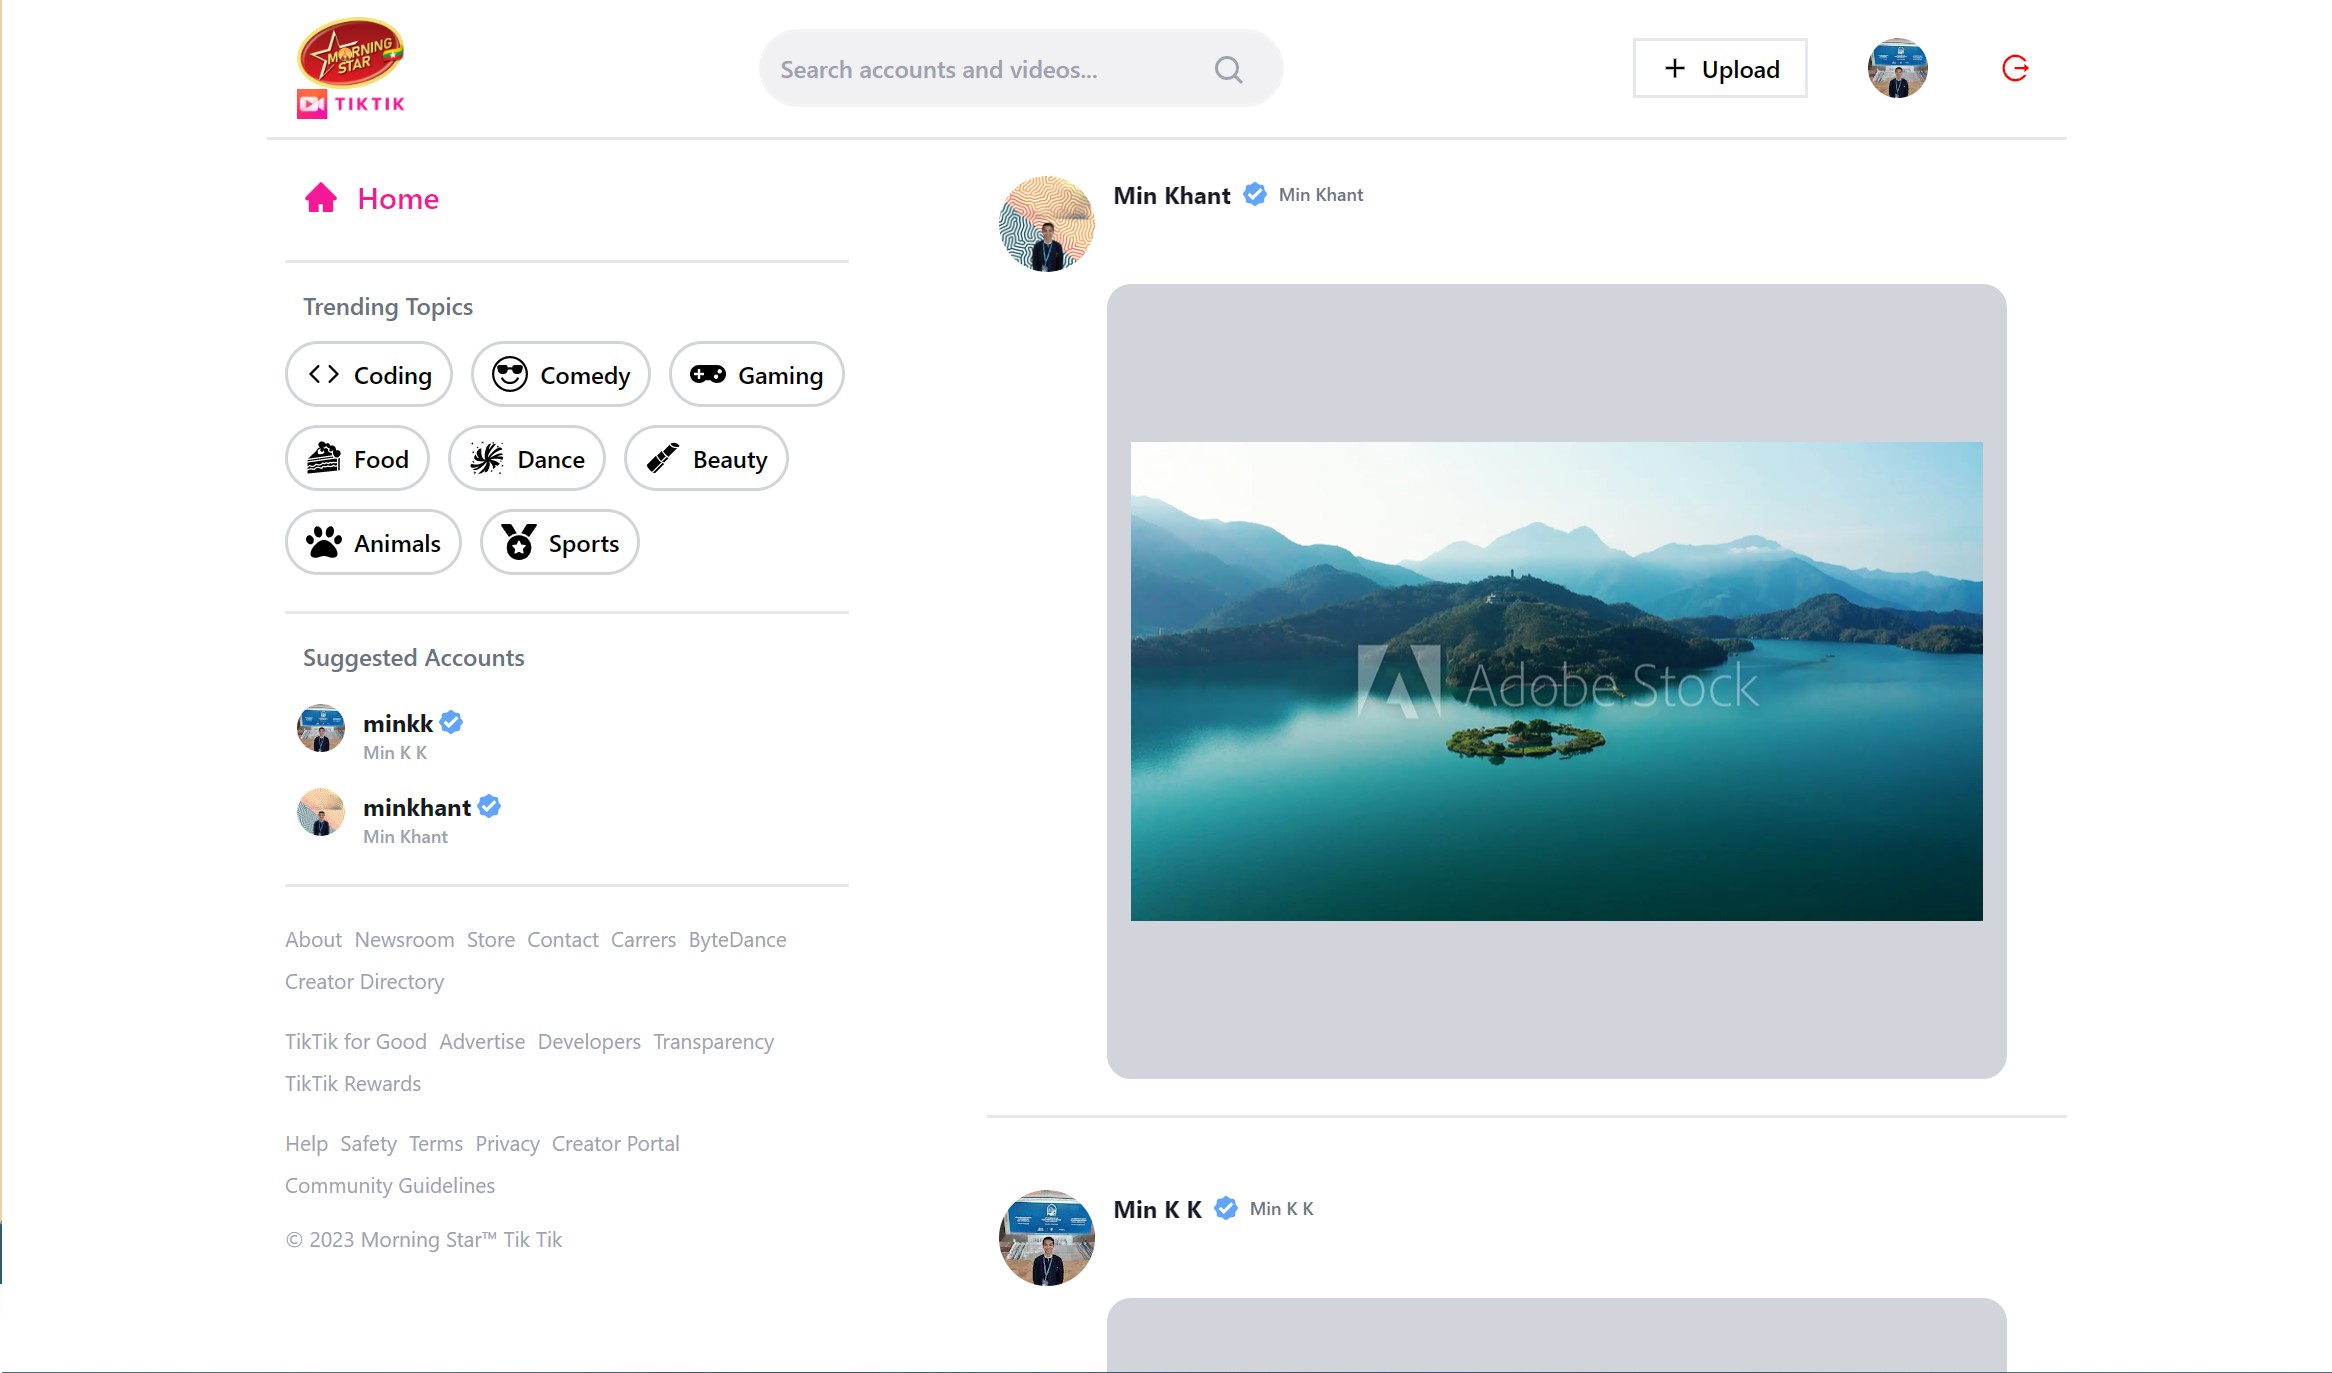 MORNING
STAR
TIKTIK
Search accounts and videos...
Upload
Home
Trending Topics
Coding
Comedy
Gaming
Food
Dance
Beauty
Animals
Sports
Suggested Accounts
minkk
Min K K
minkhant
Min Khant
About Newsroom Store Contact Carrers ByteDance
Creator Directory
TikTik for Good Advertise Developers Transparency
TikTik Rewards
Help Safety Terms Privacy Creator Portal
Community Guidelines
© 2023 Morning Star™ Tik Tik
Min Khant Min Khant
Adobe Stock
Min K K Min K K